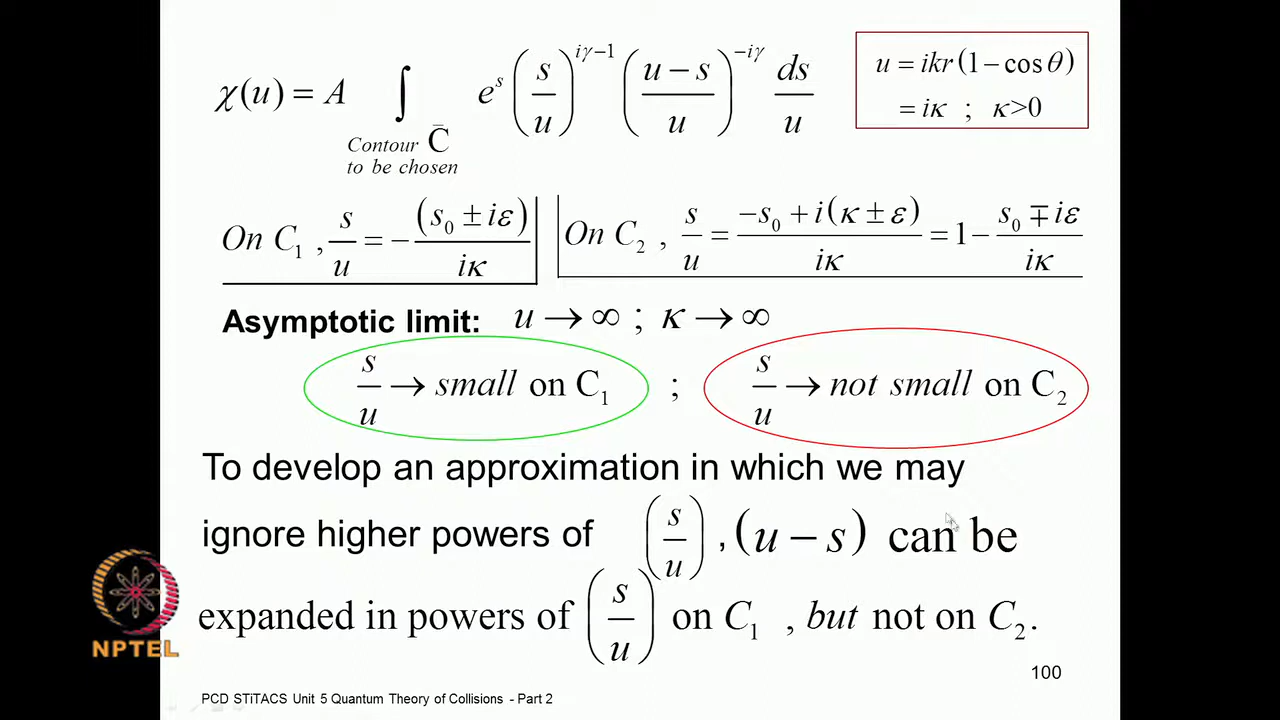 χ(u) = A ∫ e^s (s/u)^(iγ−1) ((u−s)/u)^(−iγ) ds/u
Contour C̄
to be chosen
u = ikr(1−cosθ)
= iκ ; κ>0
On C₁ , s/u = −(s₀ ± iε)/iκ
On C₂ , s/u = (−s₀ + i(κ ± ε))/iκ = 1 − (s₀ ∓ iε)/iκ
Asymptotic limit: u → ∞ ; κ → ∞
s/u → small on C₁ ; s/u → not small on C₂
To develop an approximation in which we may
ignore higher powers of (s/u) , (u − s) can be
expanded in powers of (s/u) on C₁ , but not on C₂.
NPTEL
100
PCD STiTACS Unit 5 Quantum Theory of Collisions - Part 2